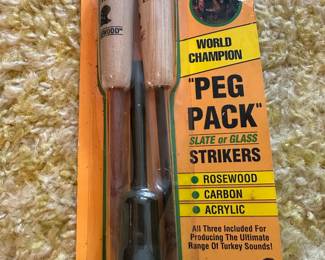 WORLD
CHAMPION
"PEG
PACK"
SLATE or GLASS
STRIKERS
ROSEWOOD
CARBON
ACRYLIC
All Three Included For
Producing The Ultimate
Range Of Turkey Sounds!